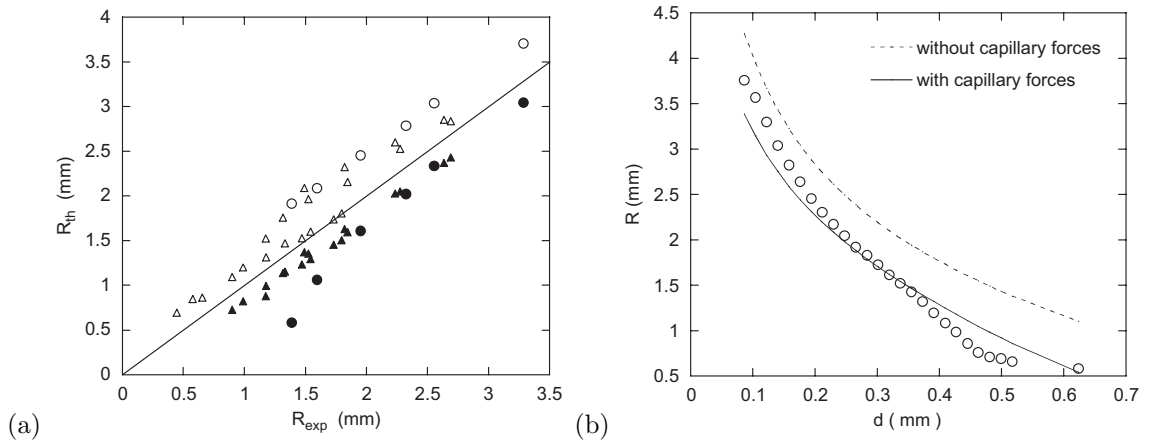 4
3.5
3
2.5
2
1.5
1
0.5
0
R_th (mm)
0 0.5 1 1.5 2 2.5 3 3.5
R_exp (mm)
(a)
4.5
4
3.5
3
2.5
2
1.5
1
0.5
R (mm)
without capillary forces
with capillary forces
0 0.1 0.2 0.3 0.4 0.5 0.6 0.7
d ( mm )
(b)